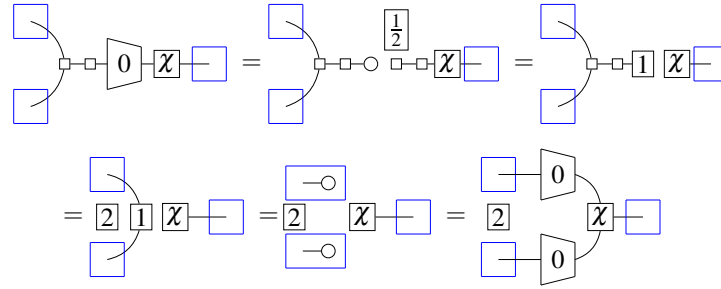 0 χ = 1/2 χ = 1 χ
= 2 1 χ = 2 χ = 2 0 0 χ